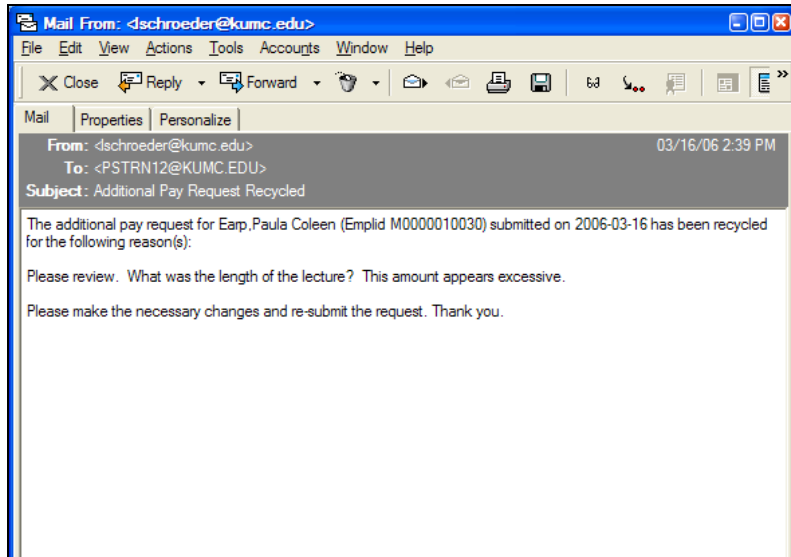 Mail From: <lschroeder@kumc.edu>
File Edit View Actions Tools Accounts Window Help
Close Reply Forward »
Mail Properties Personalize
From: <lschroeder@kumc.edu> 03/16/06 2:39 PM
To: <PSTRN12@KUMC.EDU>
Subject: Additional Pay Request Recycled
The additional pay request for Earp,Paula Coleen (Emplid M0000010030) submitted on 2006-03-16 has been recycled
for the following reason(s):
Please review. What was the length of the lecture? This amount appears excessive.
Please make the necessary changes and re-submit the request. Thank you.